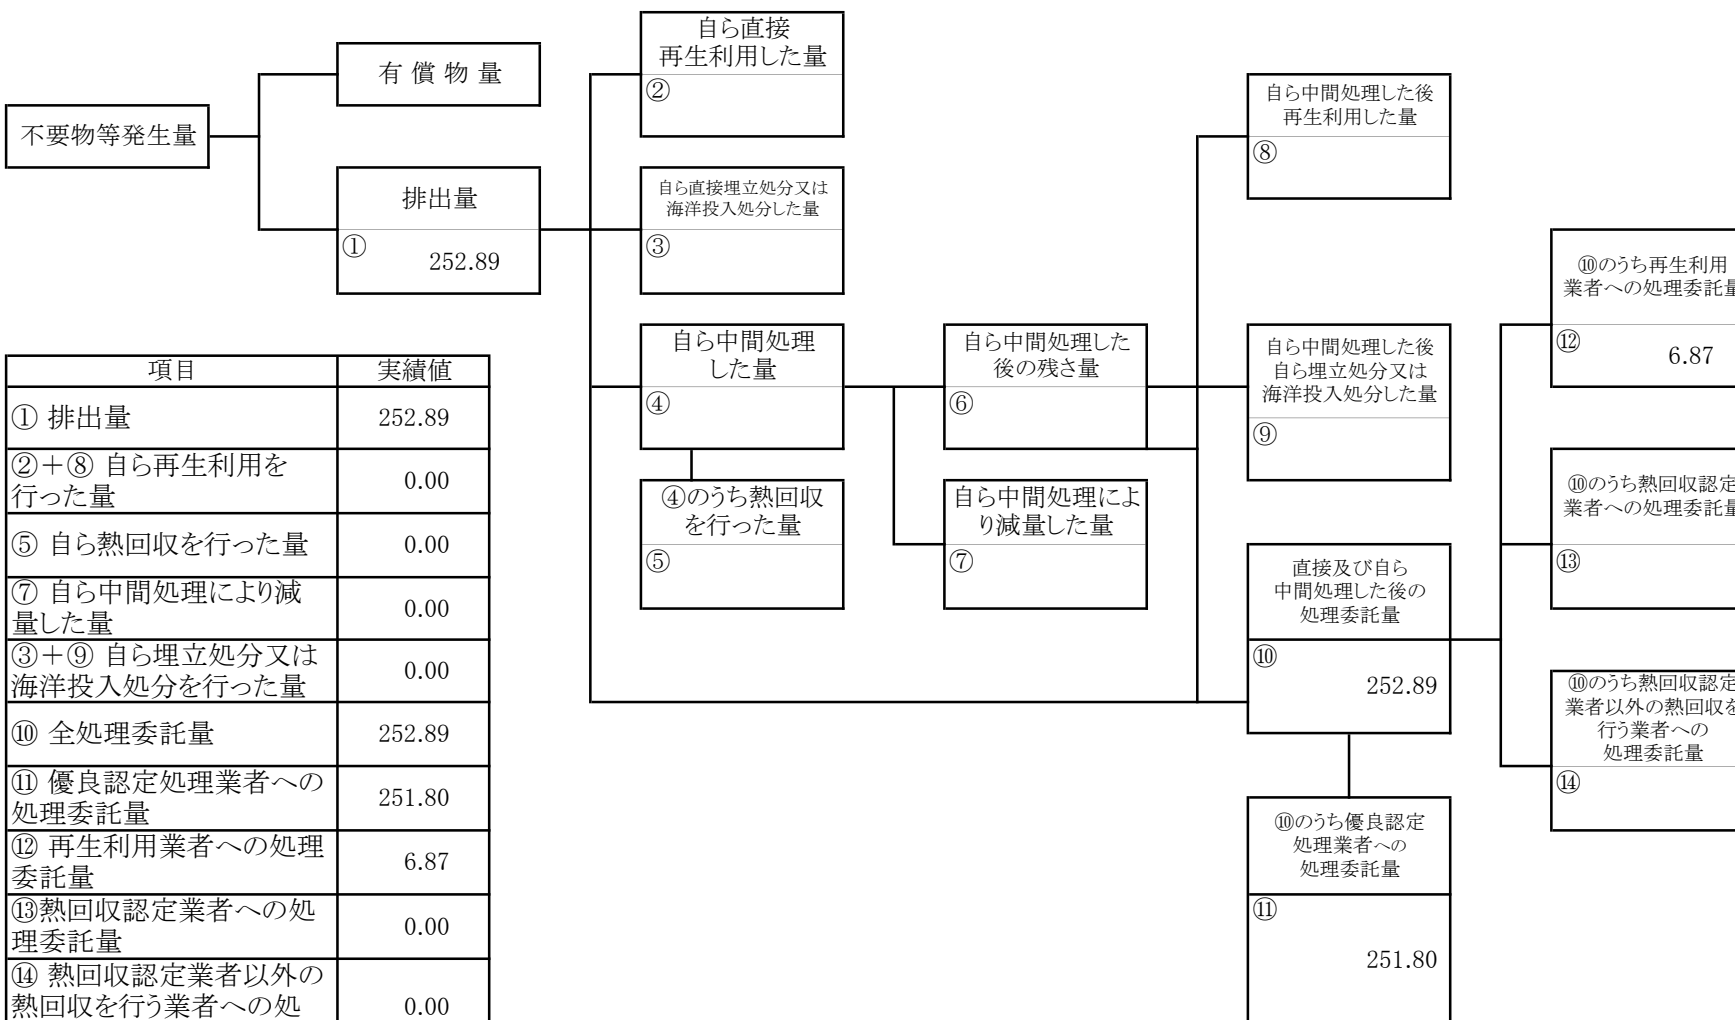 自ら直接
再生利用した量
②
有償物量
不要物等発生量
自ら中間処理した後
再生利用した量
⑧
排出量
①
252.89
自ら直接埋立処分又は
海洋投入処分した量
③
⑩のうち再生利用
業者への処理委託量
⑫
6.87
自ら中間処理
した量
④
自ら中間処理した
後の残さ量
⑥
自ら中間処理した後
自ら埋立処分又は
海洋投入処分した量
⑨
④のうち熱回収
を行った量
⑤
自ら中間処理によ
り減量した量
⑦
⑩のうち熱回収認定
業者への処理委託量
⑬
直接及び自ら
中間処理した後の
処理委託量
⑩
252.89
⑩のうち熱回収認定
業者以外の熱回収を
行う業者への
処理委託量
⑭
⑩のうち優良認定
処理業者への
処理委託量
⑪
251.80
項目 実績値
① 排出量 252.89
②＋⑧ 自ら再生利用を
行った量 0.00
⑤ 自ら熱回収を行った量 0.00
⑦ 自ら中間処理により減
量した量 0.00
③＋⑨ 自ら埋立処分又は
海洋投入処分を行った量 0.00
⑩ 全処理委託量 252.89
⑪ 優良認定処理業者への
処理委託量 251.80
⑫ 再生利用業者への処理
委託量 6.87
⑬熱回収認定業者への処
理委託量 0.00
⑭ 熱回収認定業者以外の
熱回収を行う業者への処 0.00